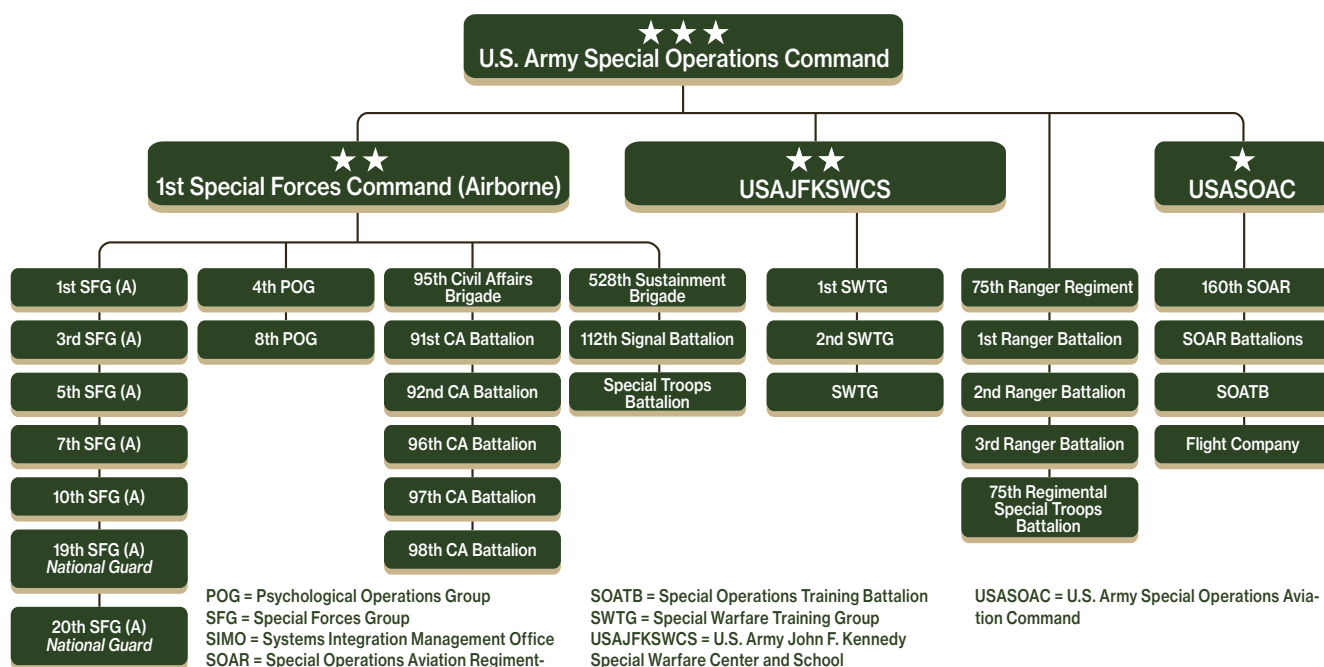 U.S. Army Special Operations Command
1st Special Forces Command (Airborne)
USAJFKSWCS
USASOAC
1st SFG (A)
3rd SFG (A)
5th SFG (A)
7th SFG (A)
10th SFG (A)
19th SFG (A)
National Guard
20th SFG (A)
National Guard
4th POG
8th POG
95th Civil Affairs
Brigade
91st CA Battalion
92nd CA Battalion
96th CA Battalion
97th CA Battalion
98th CA Battalion
528th Sustainment
Brigade
112th Signal Battalion
Special Troops
Battalion
1st SWTG
2nd SWTG
SWTG
75th Ranger Regiment
1st Ranger Battalion
2nd Ranger Battalion
3rd Ranger Battalion
75th Regimental
Special Troops
Battalion
160th SOAR
SOAR Battalions
SOATB
Flight Company
POG = Psychological Operations Group
SFG = Special Forces Group
SIMO = Systems Integration Management Office
SOAR = Special Operations Aviation Regiment-
SOATB = Special Operations Training Battalion
SWTG = Special Warfare Training Group
USAJFKSWCS = U.S. Army John F. Kennedy
Special Warfare Center and School
USASOAC = U.S. Army Special Operations Avia-
tion Command